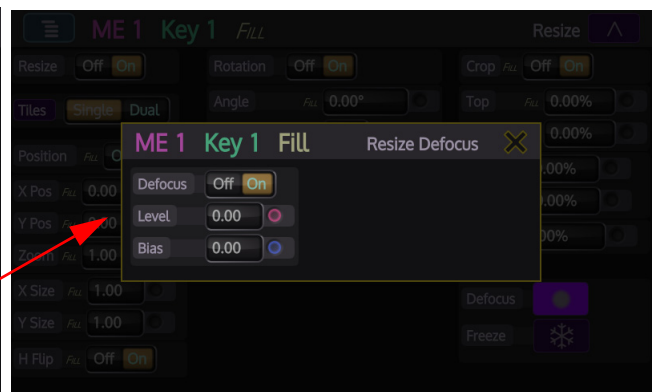 ME 1 Key 1 FILL Resize
Resize Off On Rotation Off On Crop FILL Off On
Tiles Single Dual Angle FILL 0.00° Top FILL 0.00%
0.00%
ME 1 Key 1 Fill Resize Defocus
Position FILL O .00%
Defocus Off On
X Pos FILL 0.00 .00%
Level 0.00
Y Pos FILL 0.00 00%
Bias 0.00
Zoom FILL 1.00
X Size FILL 1.00 Defocus
Y Size FILL 1.00 Freeze
H Flip FILL Off On